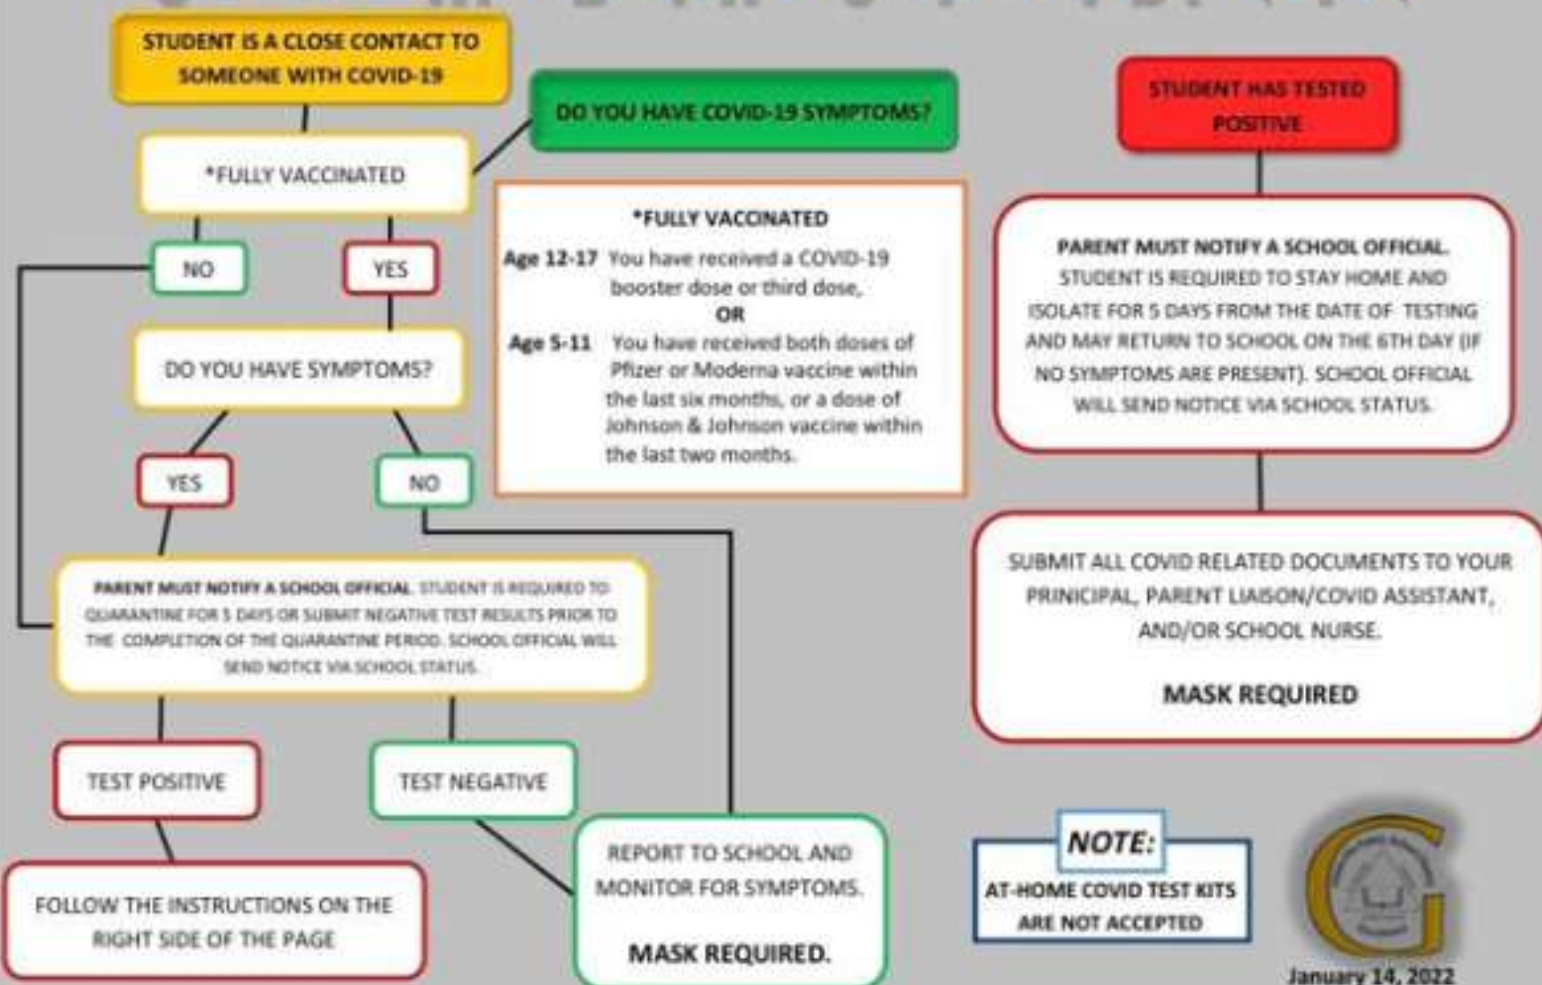 STUDENT IS A CLOSE CONTACT TO
SOMEONE WITH COVID-19
DO YOU HAVE COVID-19 SYMPTOMS?
*FULLY VACCINATED
NO
YES
DO YOU HAVE SYMPTOMS?
YES
NO
*FULLY VACCINATED
Age 12-17 You have received a COVID-19
booster dose or third dose,
OR
Age 5-11 You have received both doses of
Pfizer or Moderna vaccine within
the last six months, or a dose of
Johnson & Johnson vaccine within
the last two months.
PARENT MUST NOTIFY A SCHOOL OFFICIAL. STUDENT IS REQUIRED TO
QUARANTINE FOR 5 DAYS OR SUBMIT NEGATIVE TEST RESULTS PRIOR TO
THE COMPLETION OF THE QUARANTINE PERIOD. SCHOOL OFFICIAL WILL
SEND NOTICE VIA SCHOOL STATUS.
TEST POSITIVE
TEST NEGATIVE
FOLLOW THE INSTRUCTIONS ON THE
RIGHT SIDE OF THE PAGE
REPORT TO SCHOOL AND
MONITOR FOR SYMPTOMS.
MASK REQUIRED.
STUDENT HAS TESTED
POSITIVE
PARENT MUST NOTIFY A SCHOOL OFFICIAL.
STUDENT IS REQUIRED TO STAY HOME AND
ISOLATE FOR 5 DAYS FROM THE DATE OF TESTING
AND MAY RETURN TO SCHOOL ON THE 6TH DAY (IF
NO SYMPTOMS ARE PRESENT). SCHOOL OFFICIAL
WILL SEND NOTICE VIA SCHOOL STATUS.
SUBMIT ALL COVID RELATED DOCUMENTS TO YOUR
PRINICIPAL, PARENT LIAISON/COVID ASSISTANT,
AND/OR SCHOOL NURSE.
MASK REQUIRED
NOTE:
AT-HOME COVID TEST KITS
ARE NOT ACCEPTED
G
January 14, 2022